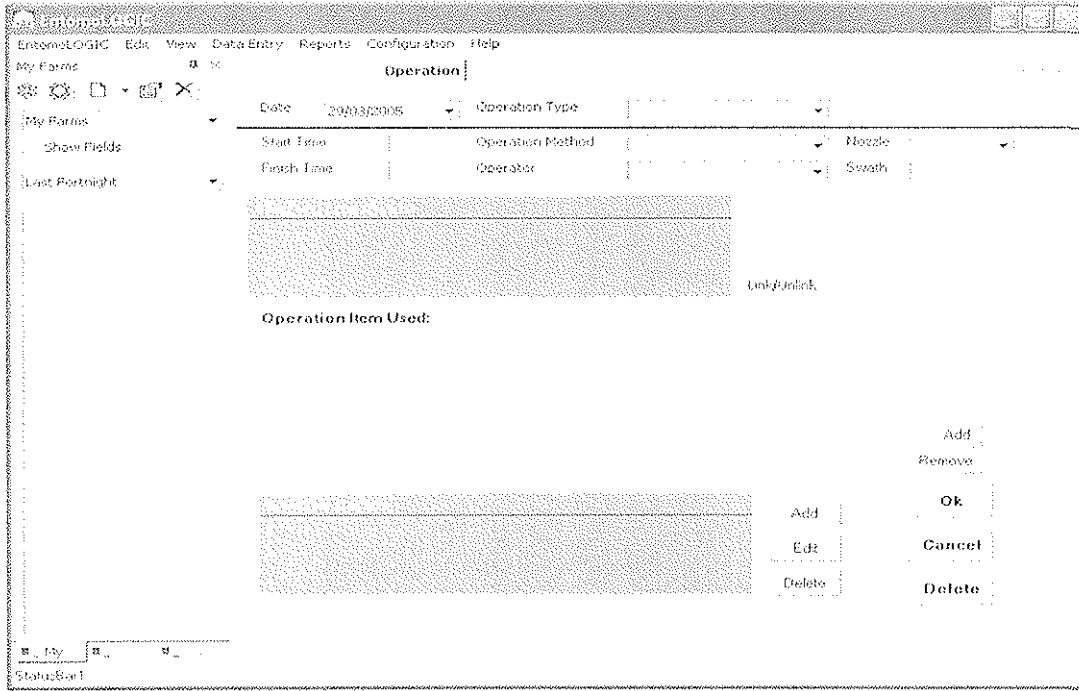 EntomoLOGIC
EntomoLOGIC Edit View Data Entry Reports Configuration Help
My Farms
Operation
Date 29/03/2005 Operation Type
My Farms
Start Time Operation Method Nozzle
Show Fields
Finish Time Operator Swath
Last Fortnight
Link/Unlink
Operation Item Used:
Add
Remove
Ok
Add
Edit
Cancel
Delete
Delete
My
StatusBar1